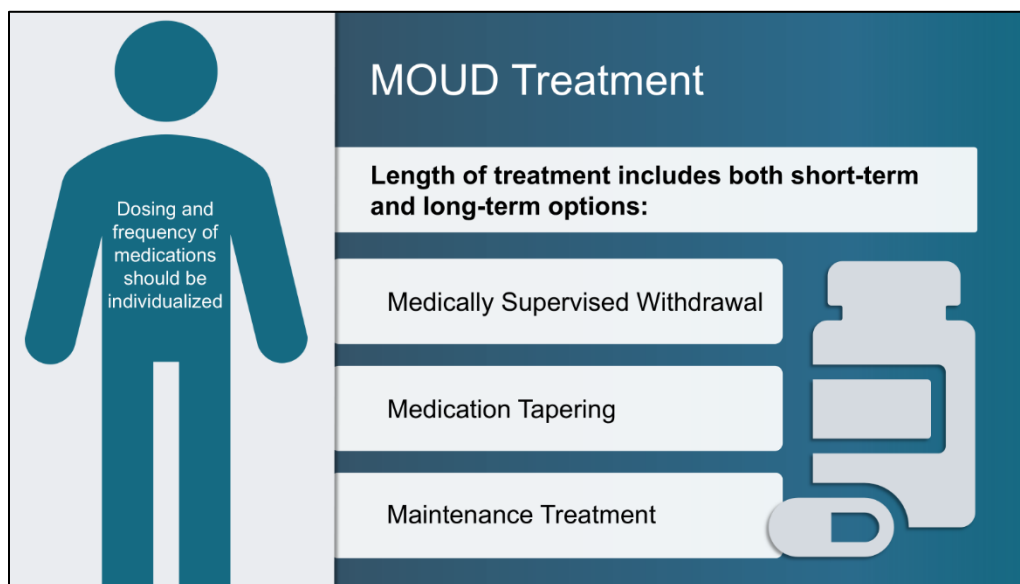 MOUD Treatment
Length of treatment includes both short-term
and long-term options:
Dosing and
frequency of
medications
should be
individualized
Medically Supervised Withdrawal
Medication Tapering
Maintenance Treatment